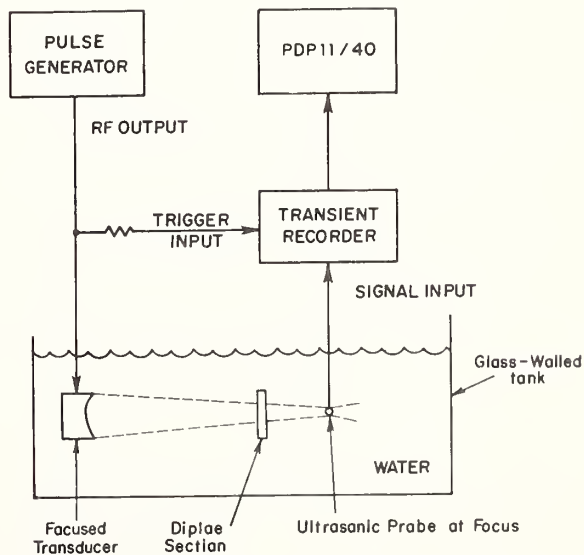 PULSE
GENERATOR
PDP11/40
RF OUTPUT
TRIGGER
INPUT
TRANSIENT
RECORDER
SIGNAL INPUT
Glass-Walled
tank
WATER
Facused
Transducer
Diplae
Section
Ultrasonic Probe at Focus